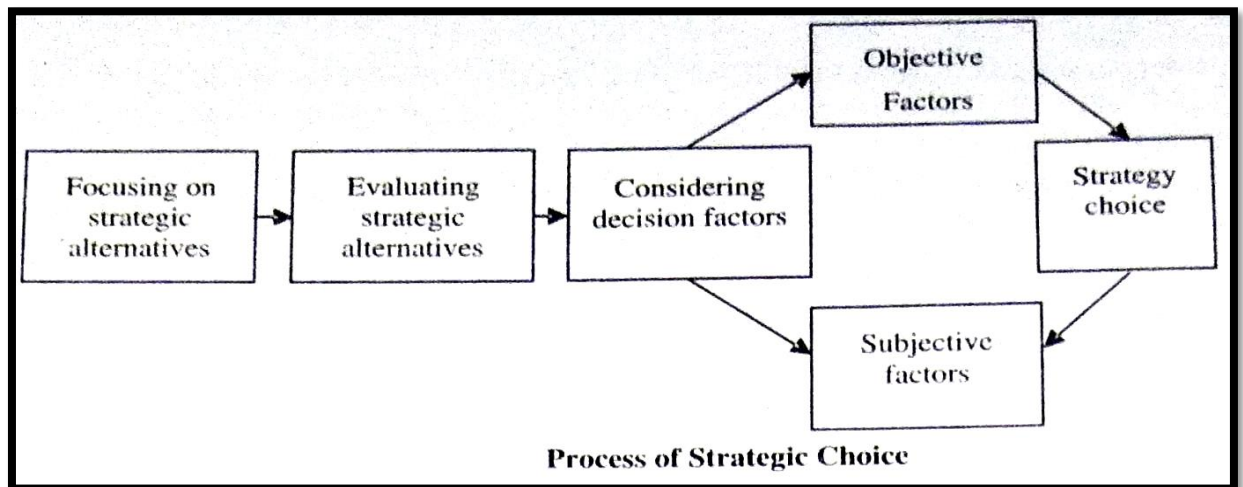 Focusing on
strategic
alternatives
Evaluating
strategic
alternatives
Considering
decision factors
Objective
Factors
Strategy
choice
Subjective
factors
Process of Strategic Choice